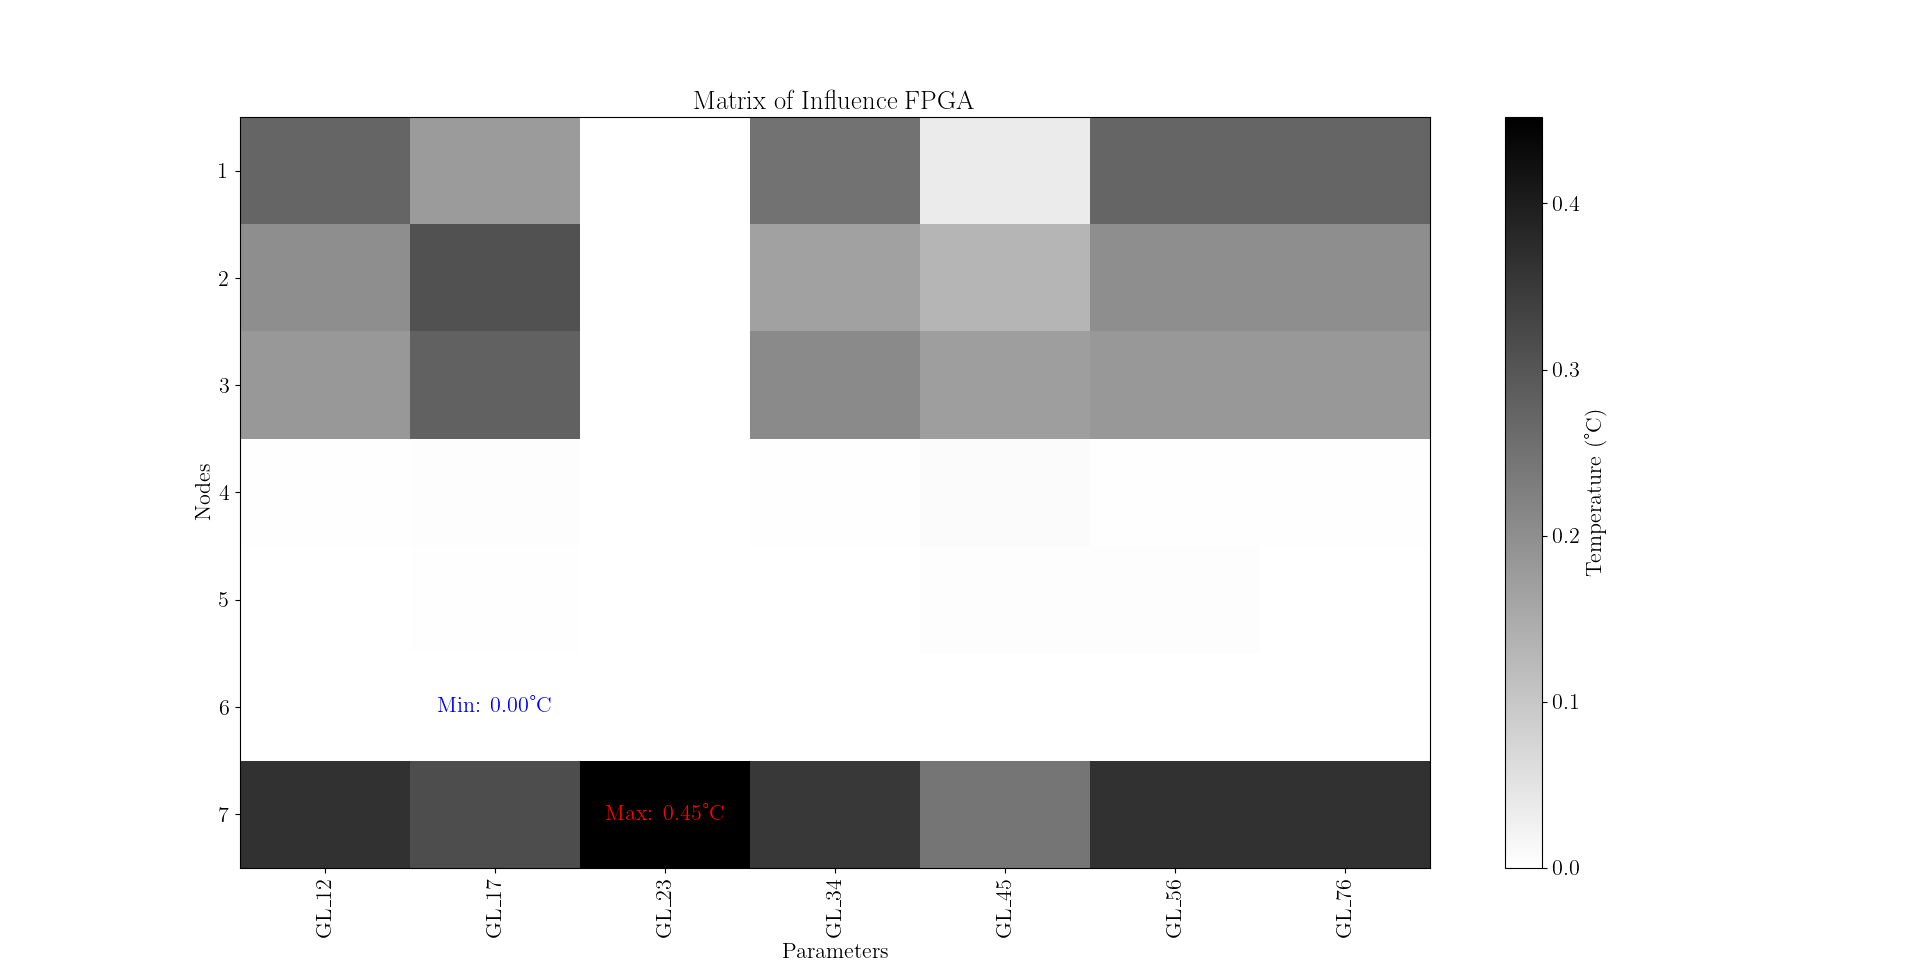 Matrix of Influence FPGA
1
2
3
4
5
6
7
Nodes
Min: 0.00°C
Max: 0.45°C
GL_12
GL_17
GL_23
GL_34
GL_45
GL_56
GL_76
Parameters
0.4
0.3
0.2
0.1
0.0
Temperature (°C)